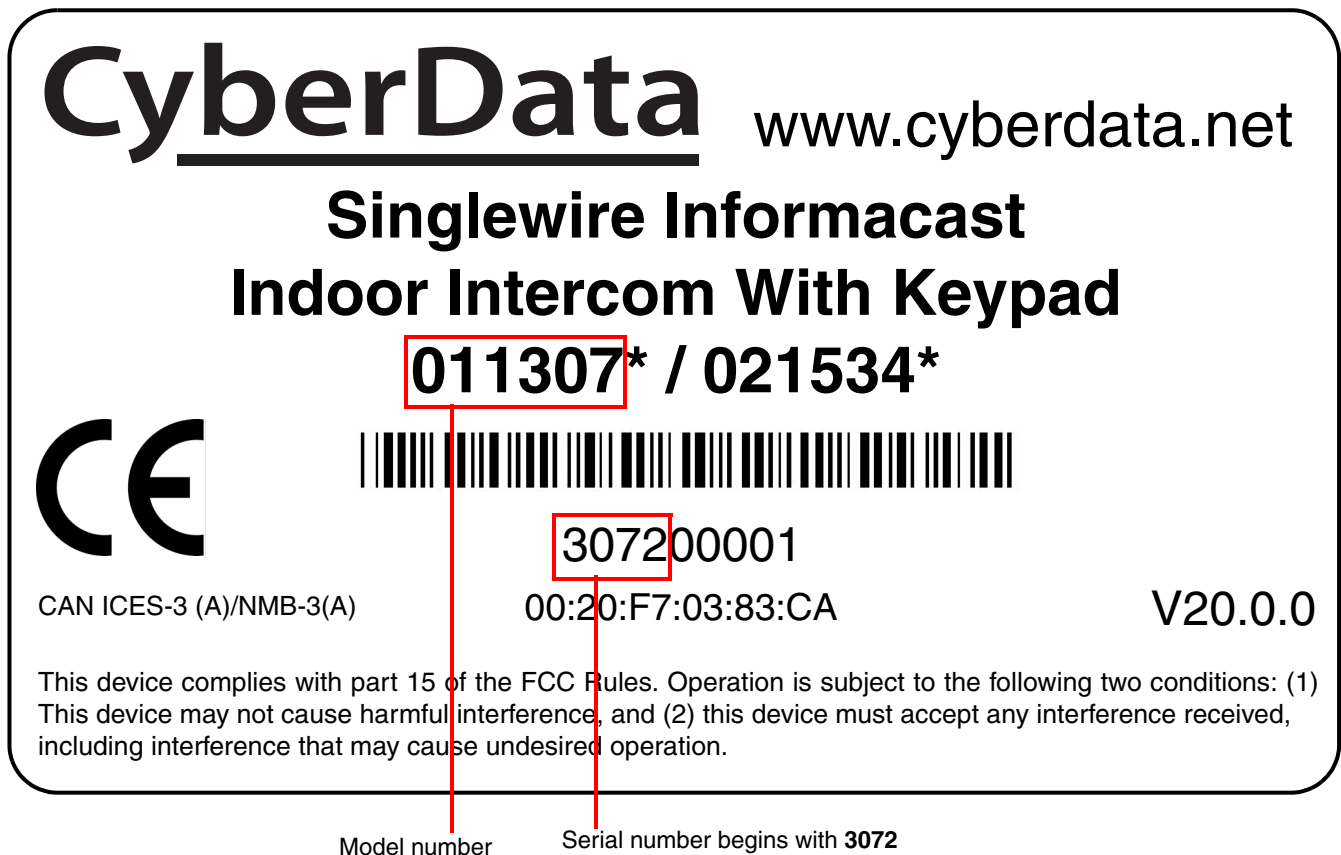 CyberData www.cyberdata.net
Singlewire Informacast
Indoor Intercom With Keypad
011307* / 021534*
CE
307200001
CAN ICES-3 (A)/NMB-3(A) 00:20:F7:03:83:CA V20.0.0
This device complies with part 15 of the FCC Rules. Operation is subject to the following two conditions: (1)
This device may not cause harmful interference, and (2) this device must accept any interference received,
including interference that may cause undesired operation.
Model number Serial number begins with 3072